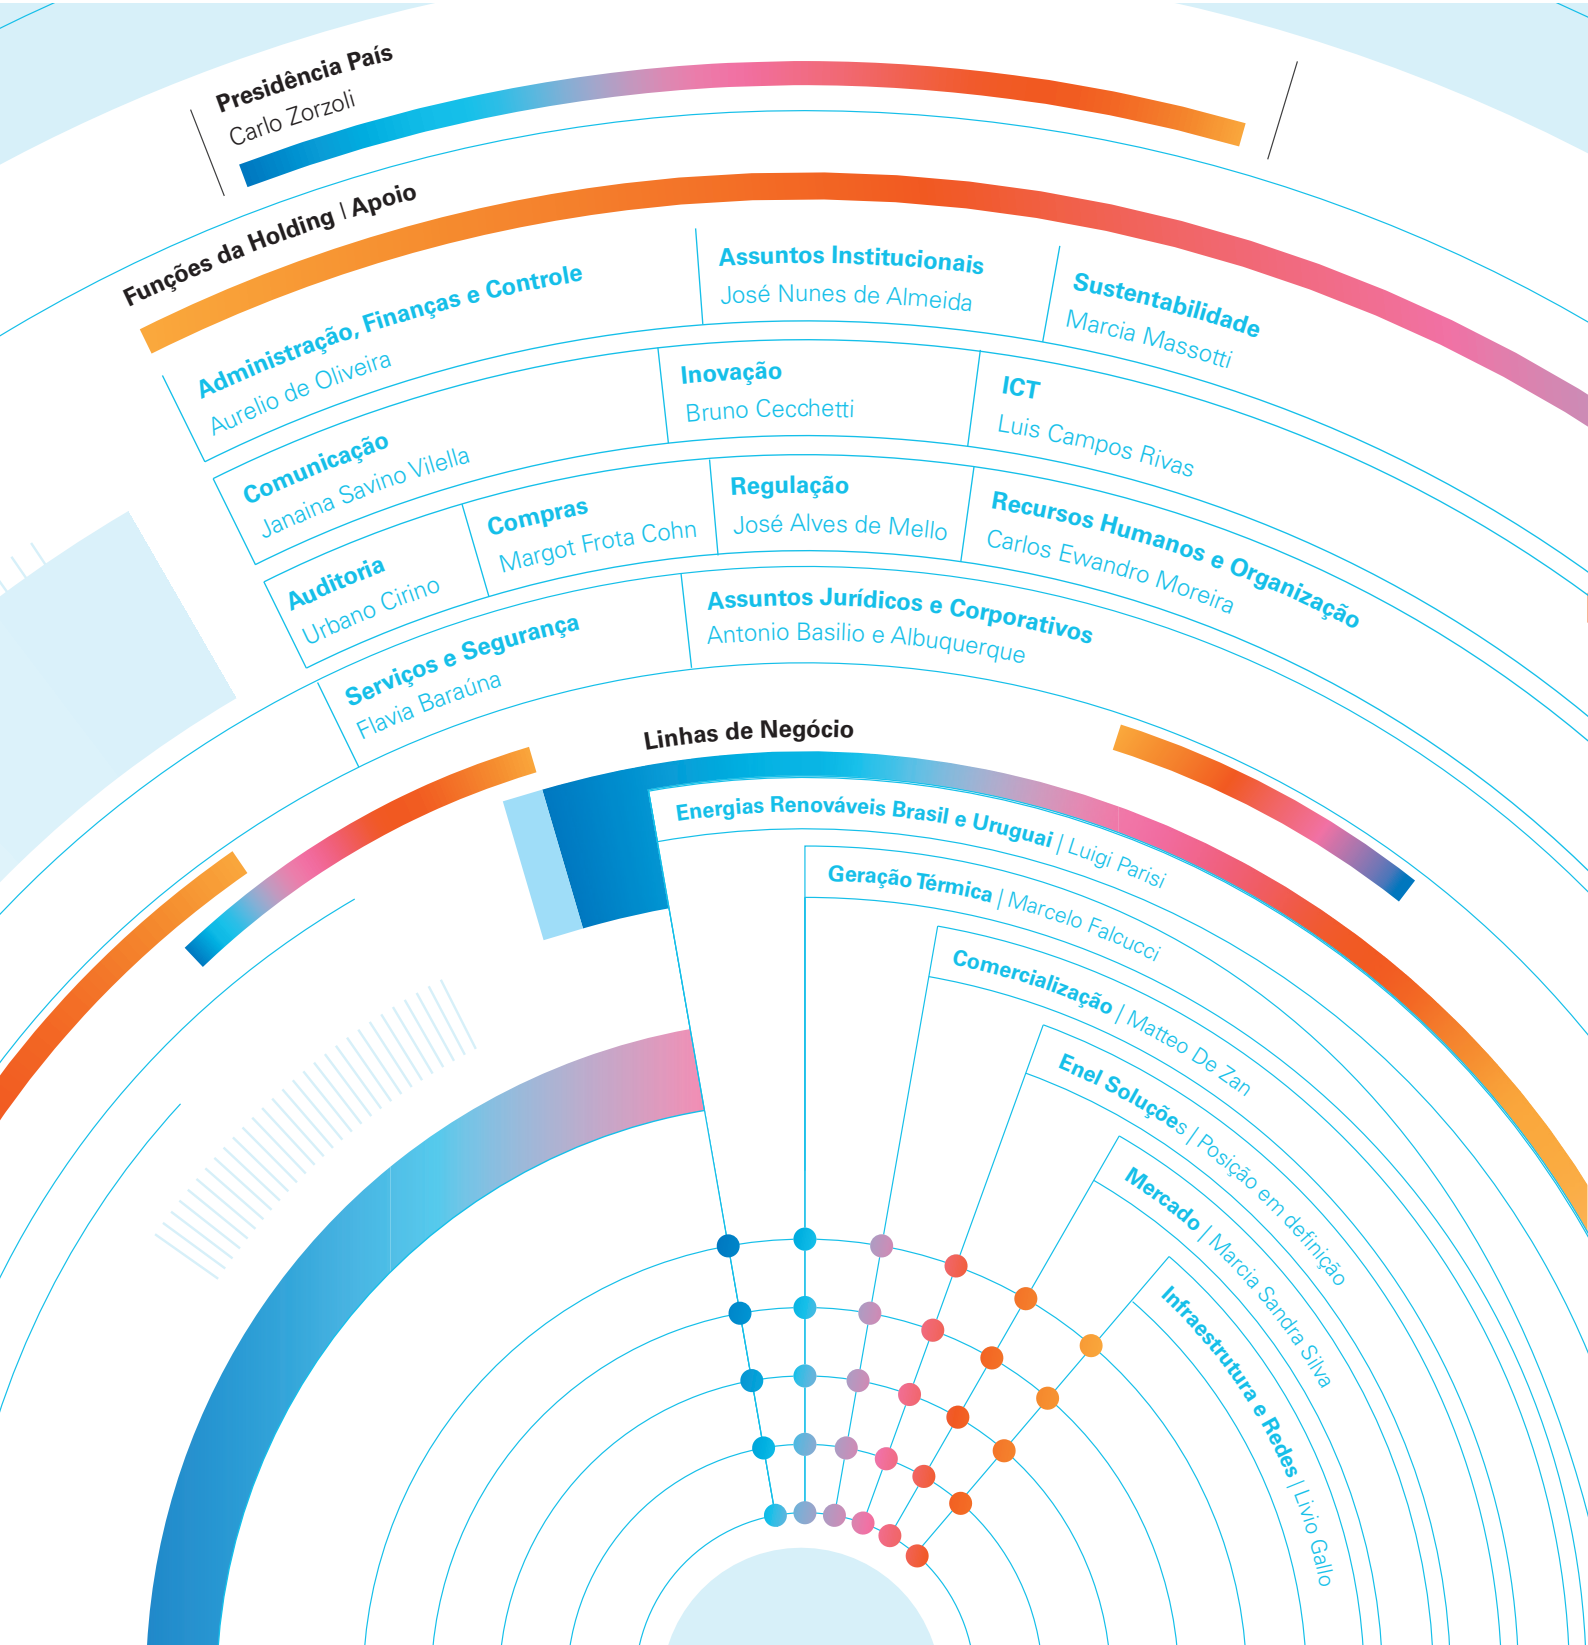 Presidência País
Carlo Zorzoli
Funções da Holding | Apoio
Administração, Finanças e Controle
Aurelio de Oliveira
Assuntos Institucionais
José Nunes de Almeida
Sustentabilidade
Marcia Massotti
Comunicação
Janaina Savino Vilella
Inovação
Bruno Cecchetti
ICT
Luis Campos Rivas
Auditoria
Urbano Cirino
Compras
Margot Frota Cohn
Regulação
José Alves de Mello
Recursos Humanos e Organização
Carlos Ewandro Moreira
Serviços e Segurança
Flavia Baraúna
Assuntos Jurídicos e Corporativos
Antonio Basilio e Albuquerque
Linhas de Negócio
Energias Renováveis Brasil e Uruguai | Luigi Parisi
Geração Térmica | Marcelo Falcucci
Comercialização | Matteo De Zan
Enel Soluções | Posição em definição
Mercado | Marcia Sandra Silva
Infraestrutura e Redes | Livio Gallo